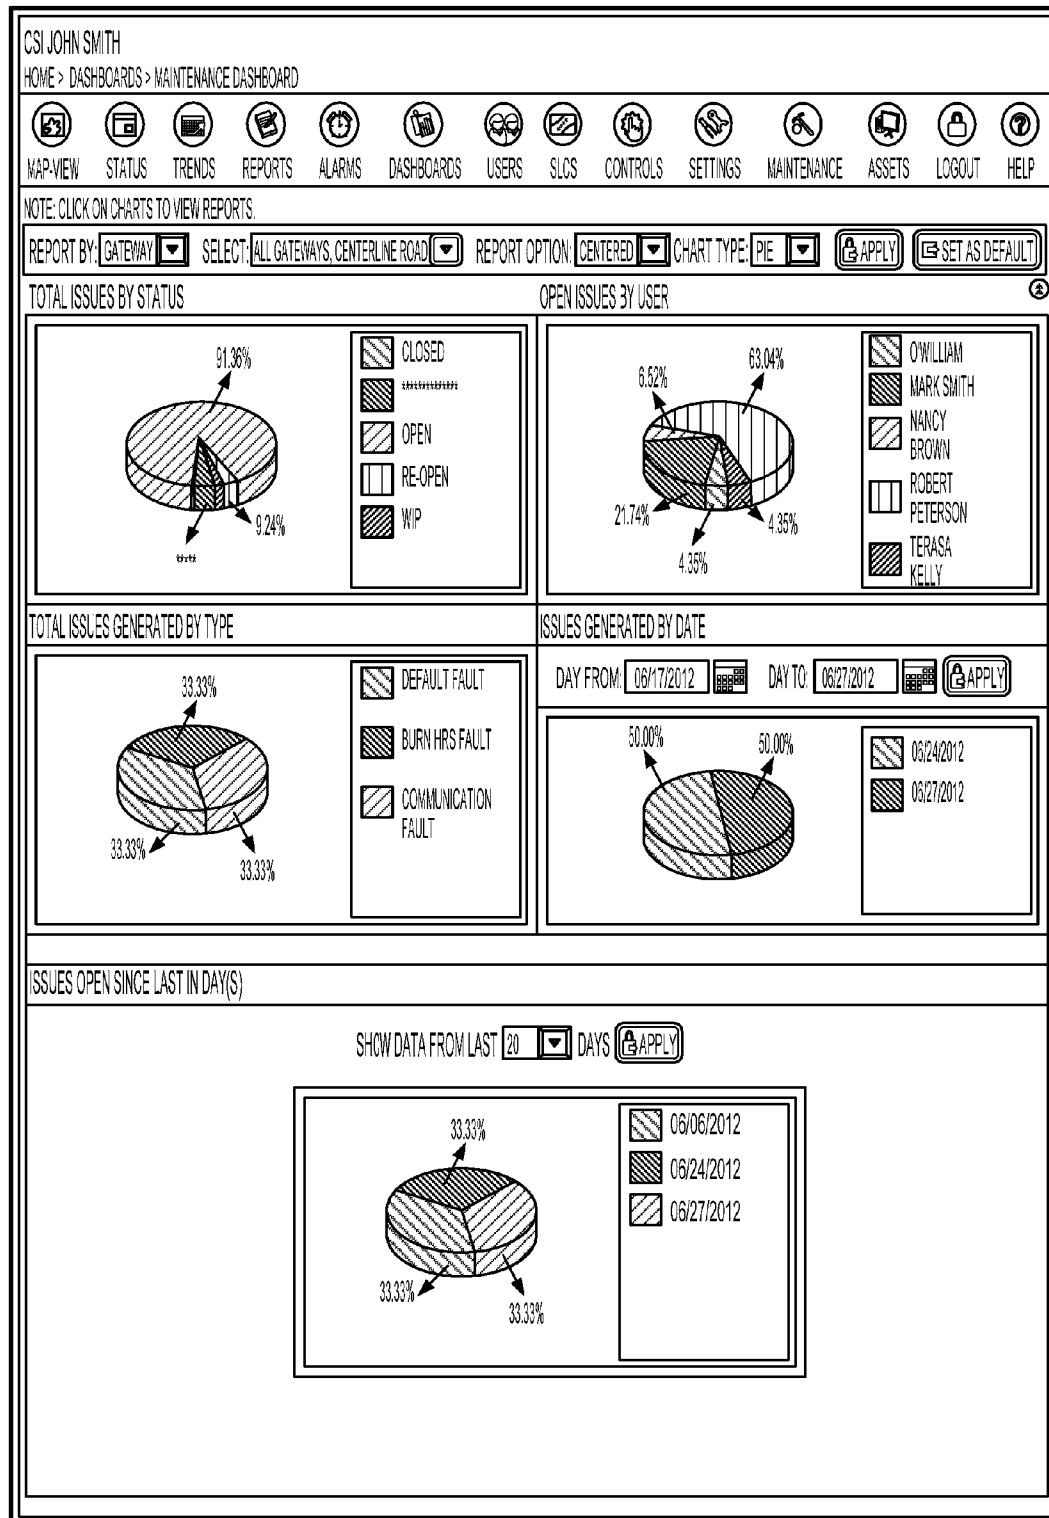 CSI JOHN SMITH
HOME > DASHBOARDS > MAINTENANCE DASHBOARD
MAP-VIEW STATUS TRENDS REPORTS ALARMS DASHBOARDS USERS SLCS CONTROLS SETTINGS MAINTENANCE ASSETS LOGOUT HELP
NOTE: CLICK ON CHARTS TO VIEW REPORTS.
REPORT BY: GATEWAY SELECT: ALL GATEWAYS, CENTERLINE ROAD REPORT OPTION: CENTERED CHART TYPE: PIE APPLY SET AS DEFAULT
TOTAL ISSUES BY STATUS
91.36%
9.24%
*****
CLOSED
**************
OPEN
RE-OPEN
WIP
OPEN ISSUES BY USER
63.04%
6.52%
21.74%
4.35%
4.35%
O'WILLIAM
MARK SMITH
NANCY
BROWN
ROBERT
PETERSON
TERASA
KELLY
TOTAL ISSUES GENERATED BY TYPE
33.33%
33.33%
33.33%
DEFAULT FAULT
BURN HRS FAULT
COMMUNICATION
FAULT
ISSUES GENERATED BY DATE
DAY FROM: 06/17/2012 DAY TO: 06/27/2012 APPLY
50.00%
50.00%
06/24/2012
06/27/2012
ISSUES OPEN SINCE LAST IN DAY(S)
SHOW DATA FROM LAST 20 DAYS APPLY
33.33%
33.33%
33.33%
06/06/2012
06/24/2012
06/27/2012